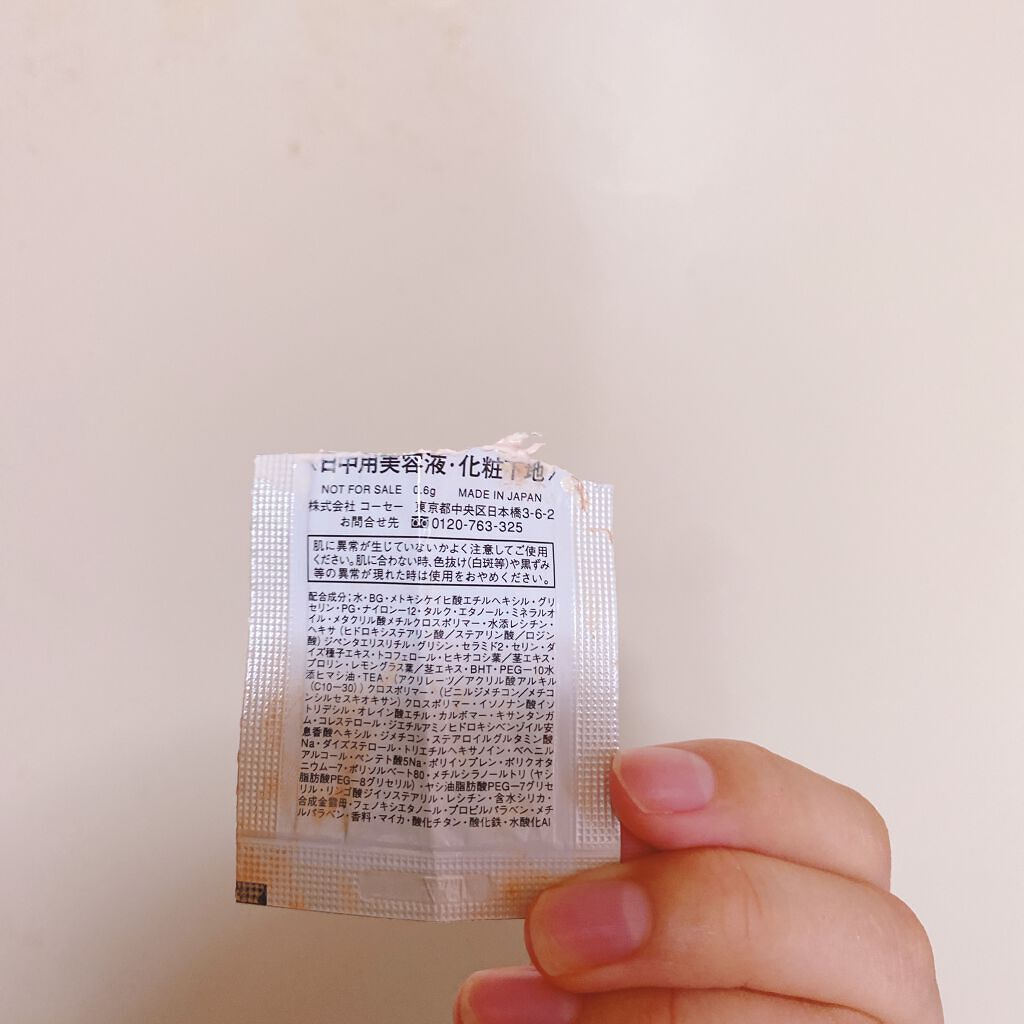 〈日中用美容液・化粧下地〉
NOT FOR SALE 0.6g MADE IN JAPAN
株式会社 コーセー 東京都中央区日本橋3-6-2
お問合せ先 0120-763-325
肌に異常が生じていないかよく注意してご使用
ください。肌に合わない時、色抜け(白斑等)や黒ずみ
等の異常が現れた時は使用をおやめください。
配合成分；水・BG・メトキシケイヒ酸エチルヘキシル・グリ
セリン・PG・ナイロン－12・タルク・エタノール・ミネラルオ
イル・メタクリル酸メチルクロスポリマー・水添レシチン・
ヘキサ（ヒドロキシステアリン酸／ステアリン酸／ロジン
酸）ジペンタエリスリチル・グリシン・セラミド2・セリン・ダ
イズ種子エキス・トコフェロール・ヒキオコシ葉／茎エキス・
プロリン・レモングラス葉／茎エキス・BHT・PEG－10水
添ヒマシ油・TEA・（アクリレーツ／アクリル酸アルキル
（C10－30））クロスポリマー・（ビニルジメチコン／メチコ
ンシルセスキオキサン）クロスポリマー・イソノナン酸イソ
トリデシル・オレイン酸エチル・カルボマー・キサンタンガ
ム・コレステロール・ジエチルアミノヒドロキシベンゾイル安
息香酸ヘキシル・ジメチコン・ステアロイルグルタミン酸
Na・ダイズステロール・トリエチルヘキサノイン・ベヘニル
アルコール・ペンテト酸5Na・ポリイソプレン・ポリクオタ
ニウム－7・ポリソルベート80・メチルシラノールトリ（ヤシ
脂肪酸PEG－8グリセリル）・ヤシ油脂肪酸PEG－7グリセ
リル・リンゴ酸ジイソステアリル・レシチン・含水シリカ・
合成金雲母・フェノキシエタノール・プロピルパラベン・メチ
ルパラベン・香料・マイカ・酸化チタン・酸化鉄・水酸化Al